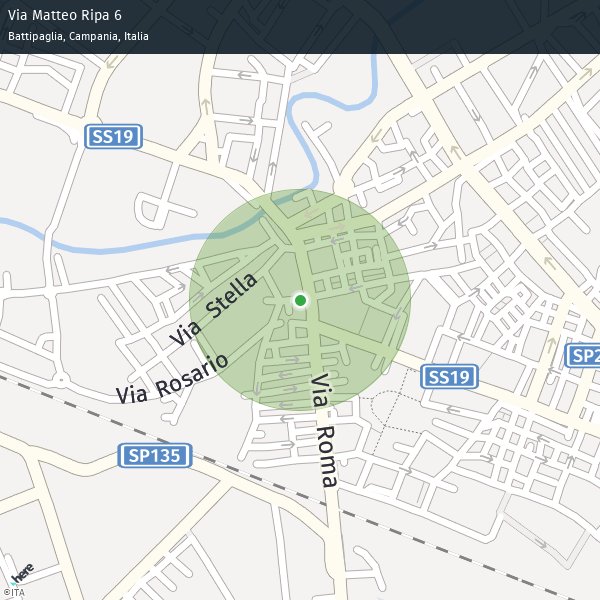 Via Matteo Ripa 6
Battipaglia, Campania, Italia
SS19
Via Stella
Via Rosario
SP2
SS19
Via Roma
SP135
here
©ITA